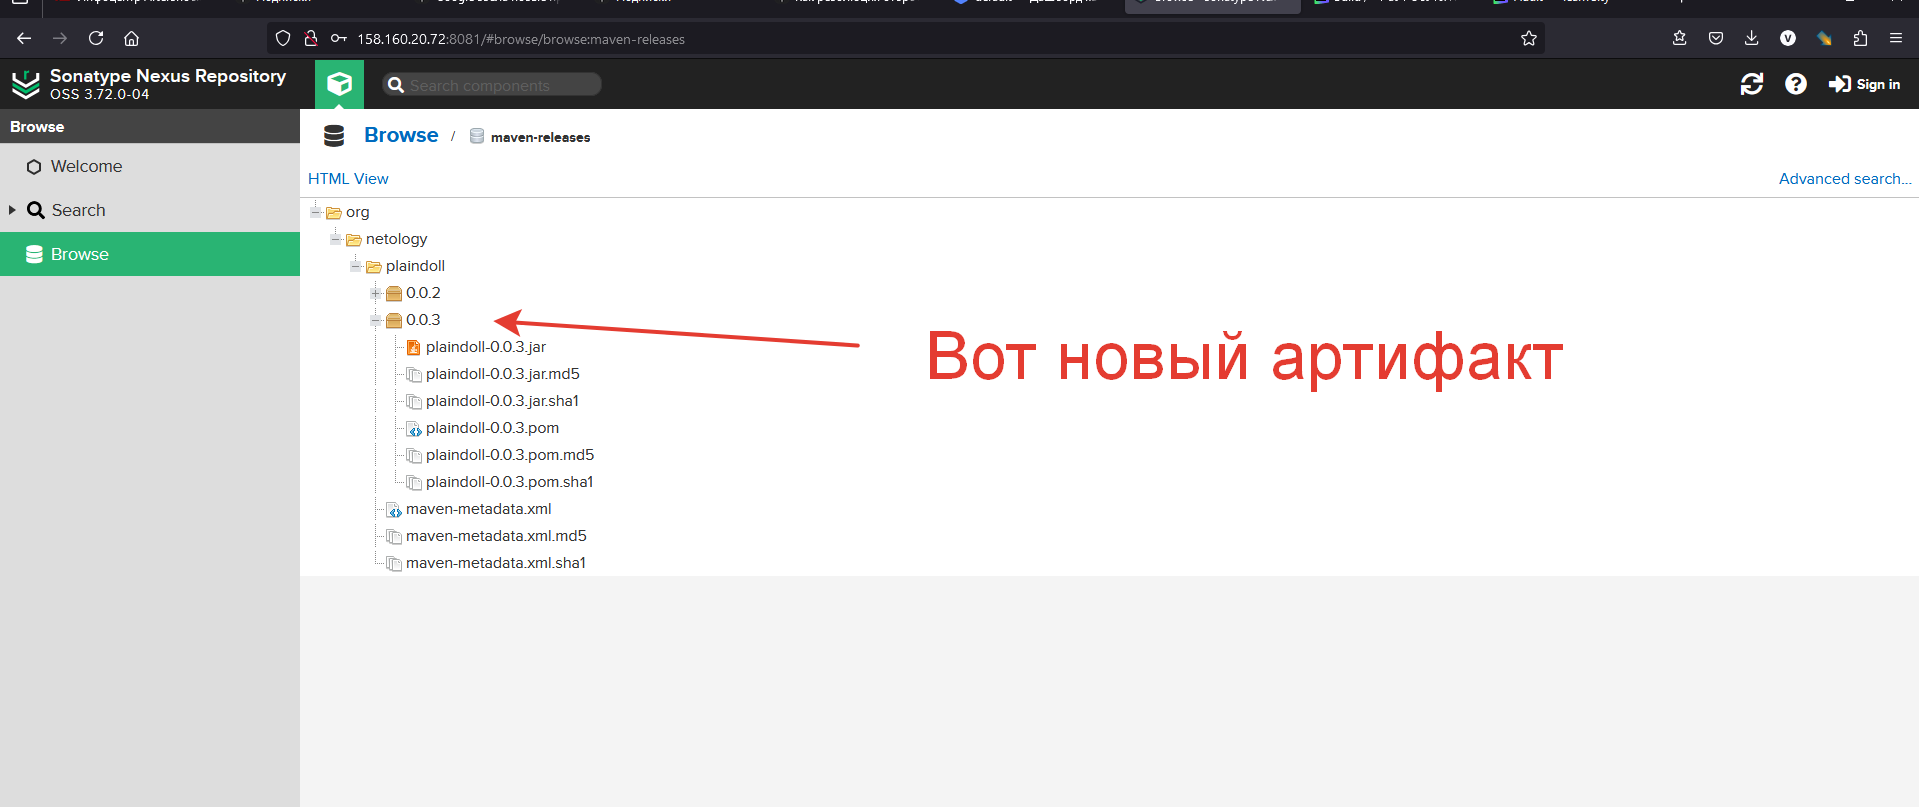 158.160.20.72:8081/#browse/browse:maven-releases
Sonatype Nexus Repository
OSS 3.72.0-04
Search components
Sign in
Browse
Welcome
Search
Browse
Browse / maven-releases
HTML View
Advanced search...
org
netology
plaindoll
0.0.2
0.0.3
plaindoll-0.0.3.jar
plaindoll-0.0.3.jar.md5
plaindoll-0.0.3.jar.sha1
plaindoll-0.0.3.pom
plaindoll-0.0.3.pom.md5
plaindoll-0.0.3.pom.sha1
maven-metadata.xml
maven-metadata.xml.md5
maven-metadata.xml.sha1
Вот новый артифакт